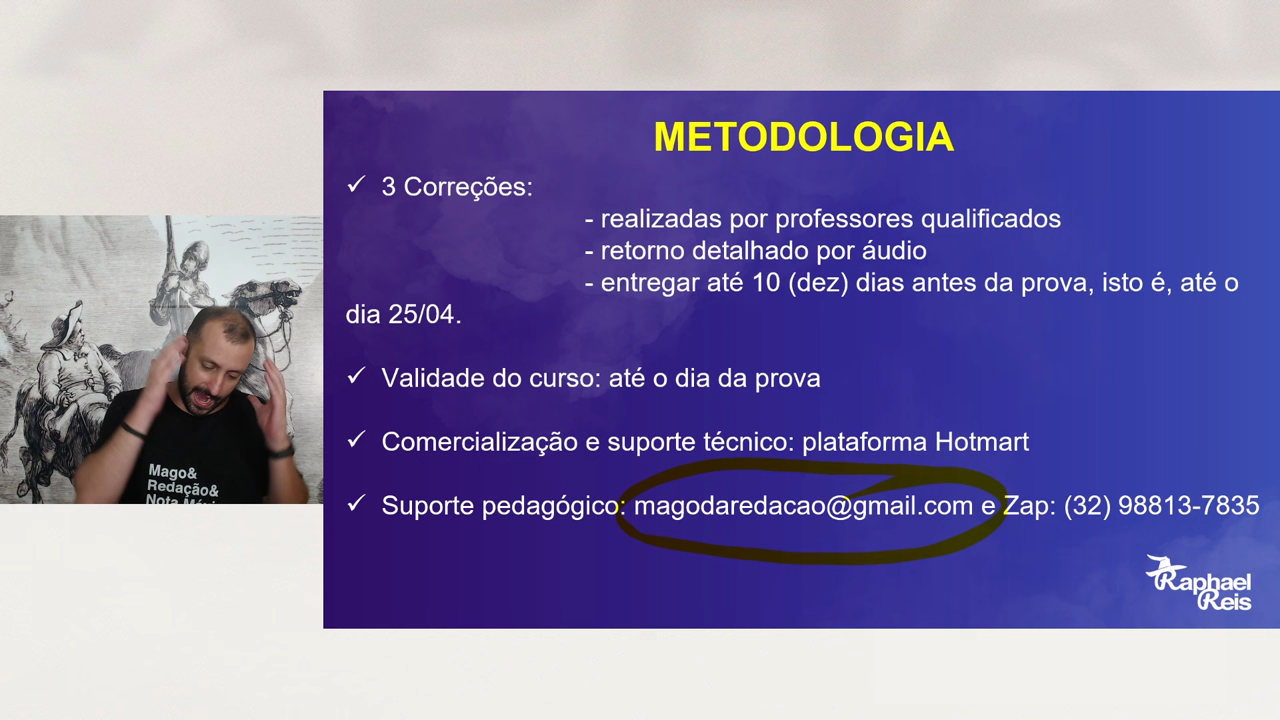 METODOLOGIA
✓ 3 Correções:
- realizadas por professores qualificados
- retorno detalhado por áudio
- entregar até 10 (dez) dias antes da prova, isto é, até o
dia 25/04.
✓ Validade do curso: até o dia da prova
✓ Comercialização e suporte técnico: plataforma Hotmart
✓ Suporte pedagógico: magodaredacao@gmail.com e Zap: (32) 98813-7835
Mago&
Redação&
Nota
Raphael
Reis